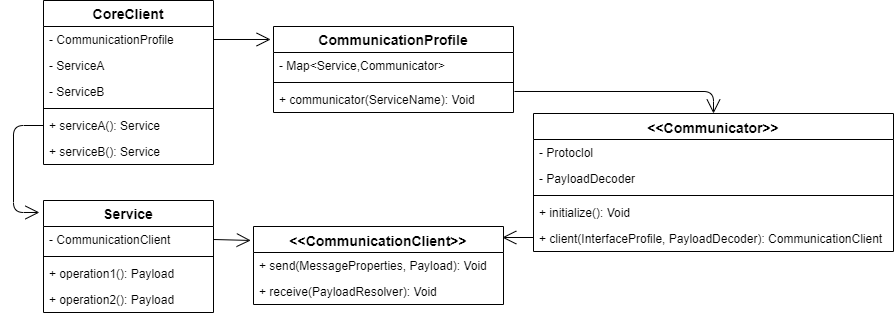 CoreClient
- CommunicationProfile
- ServiceA
- ServiceB
+ serviceA(): Service
+ serviceB(): Service
CommunicationProfile
- Map<Service,Communicator>
+ communicator(ServiceName): Void
<<Communicator>>
- Protoclol
- PayloadDecoder
+ initialize(): Void
+ client(InterfaceProfile, PayloadDecoder): CommunicationClient
Service
- CommunicationClient
+ operation1(): Payload
+ operation2(): Payload
<<CommunicationClient>>
+ send(MessageProperties, Payload): Void
+ receive(PayloadResolver): Void